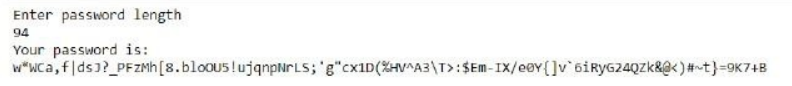 Enter password length
94
Your password is:
w*WCa,f|dsJ?_PFzMh[8.bloOU5!ujqnpNrLS;'g"cx1D(%HV^A3\T>:$Em-IX/e0Y{]v`6iRyG24QZk&@<)#~t}=9K7+B